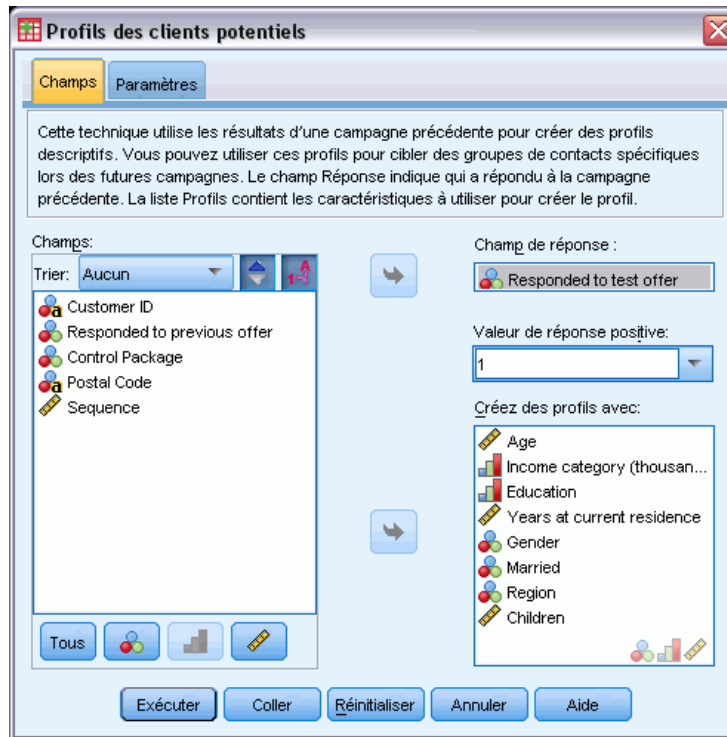 Profils des clients potentiels
Champs
Paramètres
Cette technique utilise les résultats d'une campagne précédente pour créer des profils
descriptifs. Vous pouvez utiliser ces profils pour cibler des groupes de contacts spécifiques
lors des futures campagnes. Le champ Réponse indique qui a répondu à la campagne
précédente. La liste Profils contient les caractéristiques à utiliser pour créer le profil.
Champs:
Trier: Aucun
Customer ID
Responded to previous offer
Control Package
Postal Code
Sequence
Tous
Champ de réponse :
Responded to test offer
Valeur de réponse positive:
1
Créez des profils avec:
Age
Income category (thousan...
Education
Years at current residence
Gender
Married
Region
Children
Exécuter
Coller
Réinitialiser
Annuler
Aide